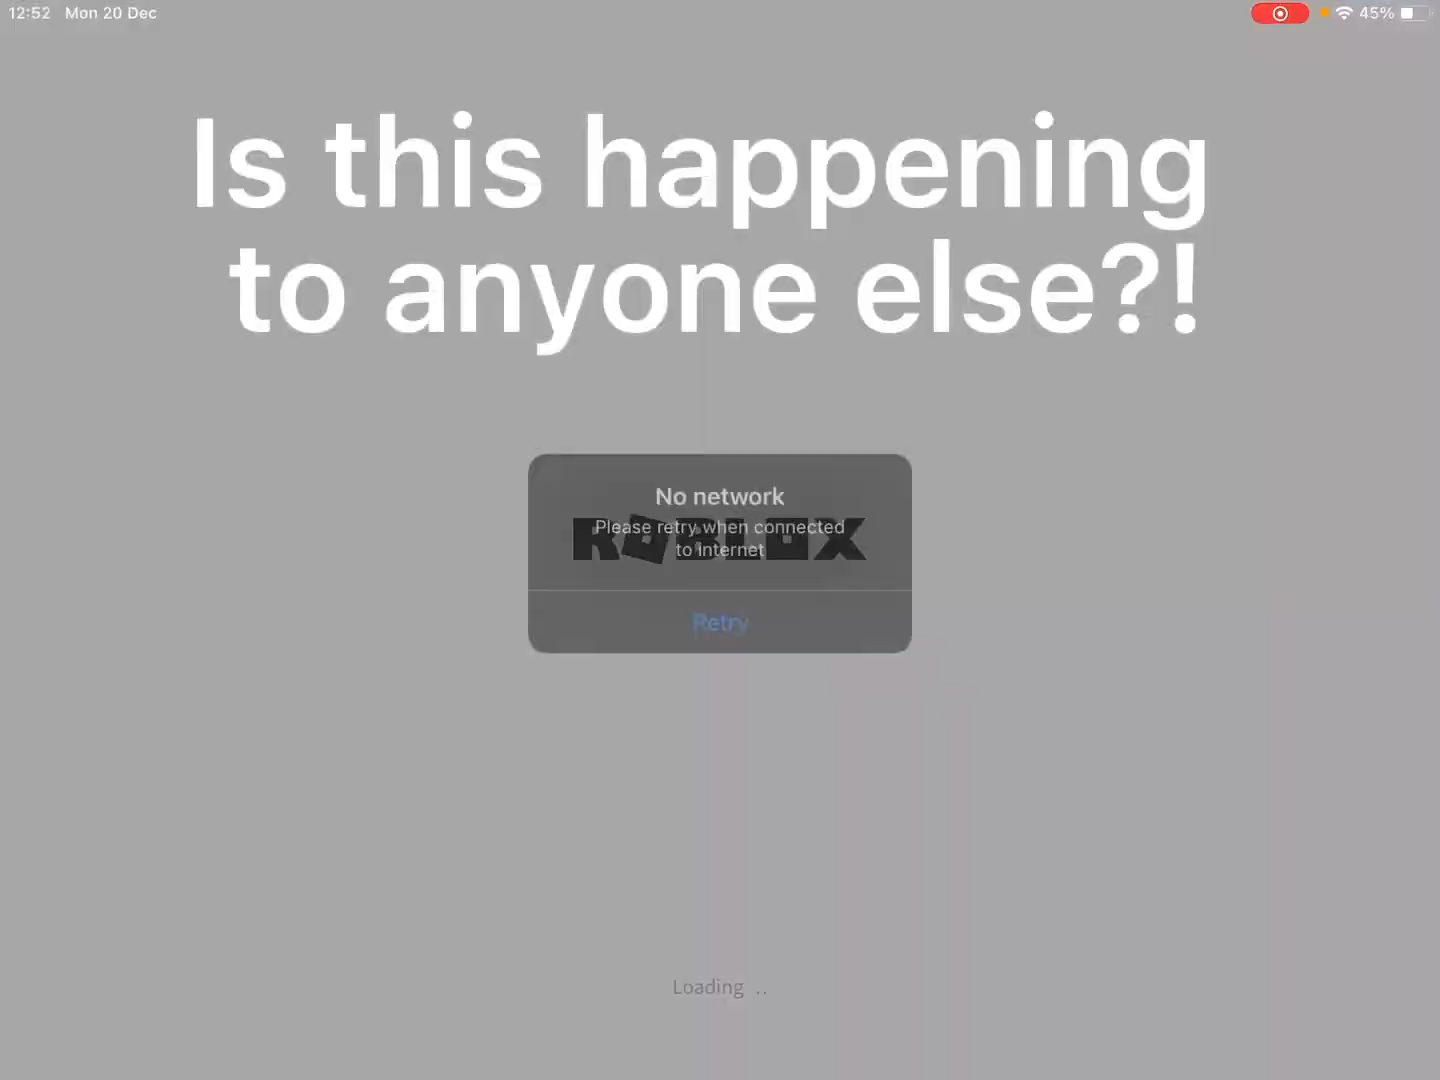 12:52 Mon 20 Dec
45%
Is this happening
to anyone else?!
No network
Please retry when connected
to internet
ROBLOX
Retry
Loading ..